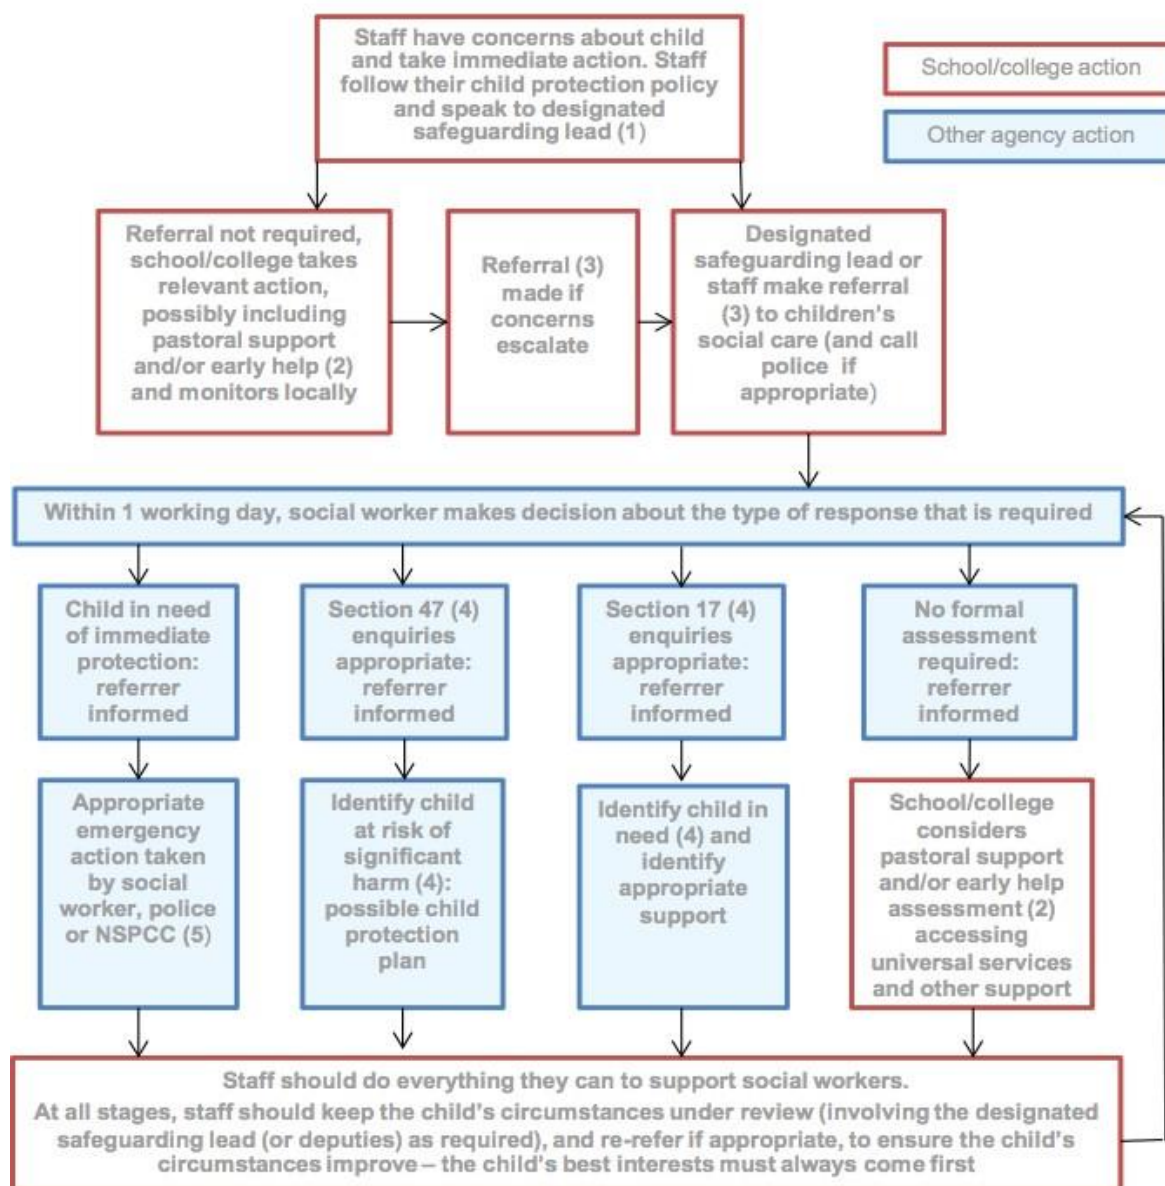 Staff have concerns about child
and take immediate action. Staff
follow their child protection policy
and speak to designated
safeguarding lead (1)
School/college action
Other agency action
Referral not required,
school/college takes
relevant action,
possibly including
pastoral support
and/or early help (2)
and monitors locally
Referral (3)
made if
concerns
escalate
Designated
safeguarding lead or
staff make referral
(3) to children's
social care (and call
police if
appropriate)
Within 1 working day, social worker makes decision about the type of response that is required
Child in need
of immediate
protection:
referrer
informed
Section 47 (4)
enquiries
appropriate:
referrer
informed
Section 17 (4)
enquiries
appropriate:
referrer
informed
No formal
assessment
required:
referrer
informed
Appropriate
emergency
action taken
by social
worker, police
or NSPCC (5)
Identify child
at risk of
significant
harm (4):
possible child
protection
plan
Identify child in
need (4) and
identify
appropriate
support
School/college
considers
pastoral support
and/or early help
assessment (2)
accessing
universal services
and other support
Staff should do everything they can to support social workers.
At all stages, staff should keep the child's circumstances under review (involving the designated
safeguarding lead (or deputies) as required), and re-refer if appropriate, to ensure the child's
circumstances improve – the child's best interests must always come first